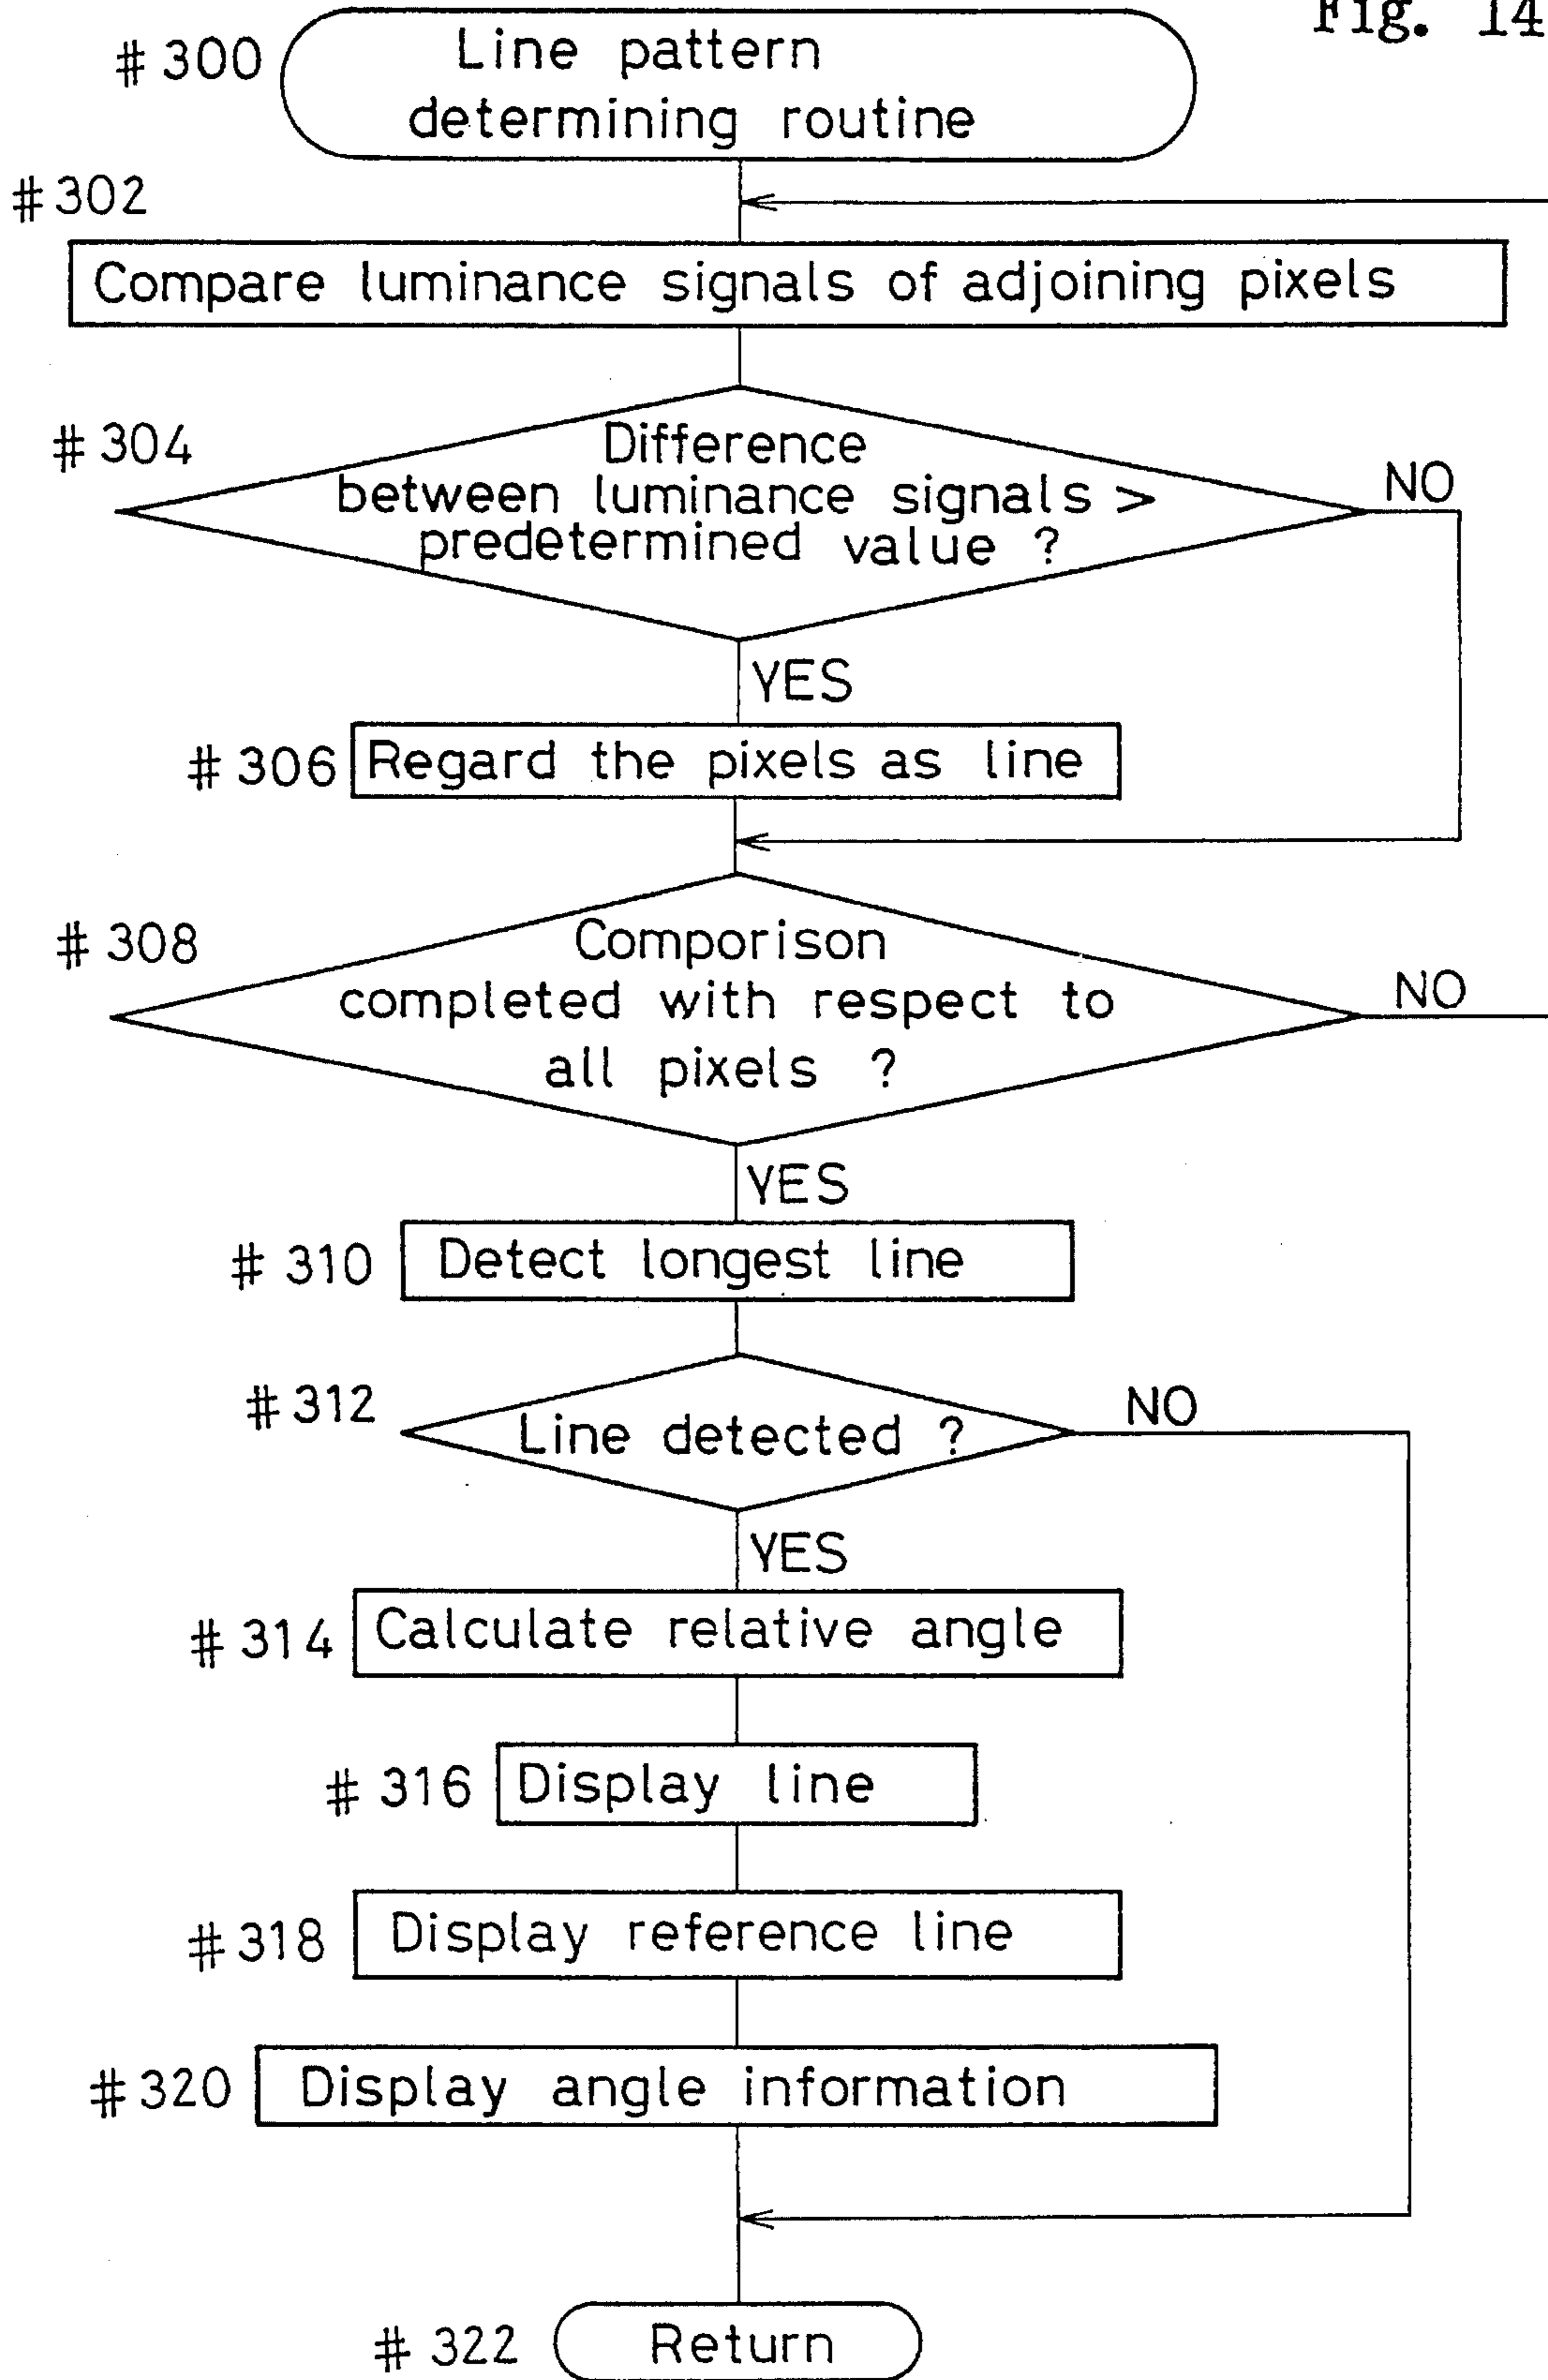 Fig. 14
#300
Line pattern
determining routine
#302
Compare luminance signals of adjoining pixels
#304
Difference
between luminance signals >
predetermined value ?
NO
YES
#306
Regard the pixels as line
#308
Comporison
completed with respect to
all pixels ?
NO
YES
#310
Detect longest line
#312
Line detected ?
NO
YES
#314
Calculate relative angle
#316
Display line
#318
Display reference line
#320
Display angle information
#322
Return